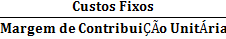 Custos Fixos
Margem de ContribuiÇÃo UnitÁria